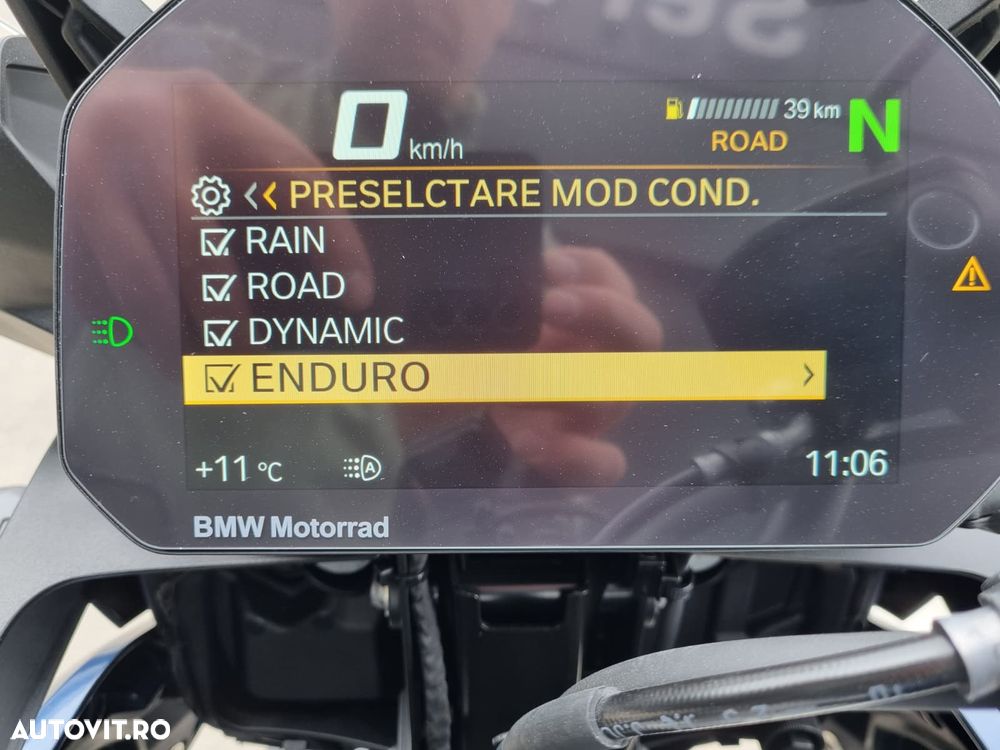 0 km/h 39 km N
ROAD
PRESELCTARE MOD COND.
RAIN
ROAD
DYNAMIC
ENDURO
+11 °C A 11:06
BMW Motorrad
AUTOVIT.RO